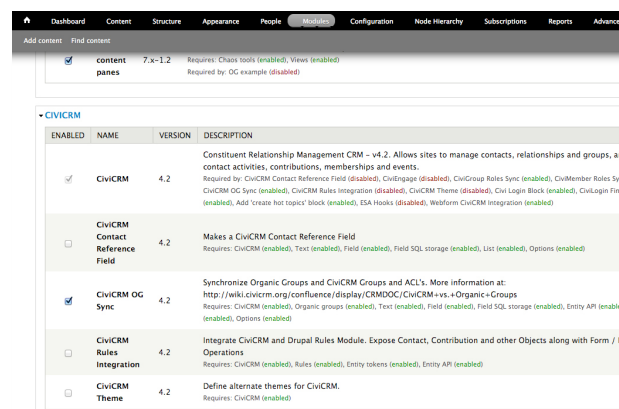 Dashboard Content Structure Appearance People Modules Configuration Node Hierarchy Subscriptions Reports
Add content Find content
content 7.x-1.2 Requires: Chaos tools (enabled), Views (enabled)
panes Required by: OG example (disabled)
CIVICRM
ENABLED NAME VERSION DESCRIPTION
Constituent Relationship Management CRM - v4.2. Allows sites to manage contacts, relationships and groups, a
contact activities, contributions, memberships and events.
CiviCRM 4.2 Required by: CiviCRM Contact Reference Field (disabled), CiviEngage (disabled), CiviGroup Roles Sync (enabled), CiviMember Roles Sy
CiviCRM OG Sync (enabled), CiviCRM Rules Integration (disabled), CiviCRM Theme (disabled), Civi Login Block (enabled), CiviLogin Fin
(enabled), Add 'create hot topics' block (enabled), ESA Hooks (disabled), Webform CiviCRM Integration (enabled)
CiviCRM
Contact
Reference
Field
4.2
Makes a CiviCRM Contact Reference Field
Requires: CiviCRM (enabled), Text (enabled), Field (enabled), Field SQL storage (enabled), List (enabled), Options (enabled)
CiviCRM OG
Sync
4.2
Synchronize Organic Groups and CiviCRM Groups and ACL's. More information at:
http://wiki.civicrm.org/confluence/display/CRMDOC/CiviCRM+vs.+Organic+Groups
Requires: CiviCRM (enabled), Organic groups (enabled), Text (enabled), Field (enabled), Field SQL storage (enabled), Entity API (enabl
(enabled), Options (enabled)
CiviCRM
Rules
Integration
4.2
Integrate CiviCRM and Drupal Rules Module. Expose Contact, Contribution and other Objects along with Form /
Operations
Requires: CiviCRM (enabled), Rules (enabled), Entity tokens (enabled), Entity API (enabled)
CiviCRM
Theme
4.2
Define alternate themes for CiviCRM.
Requires: CiviCRM (enabled)